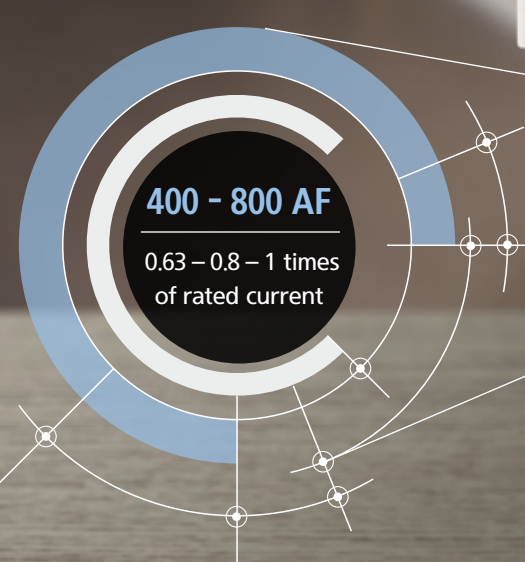 400 - 800 AF
0.63 – 0.8 – 1 times
of rated current